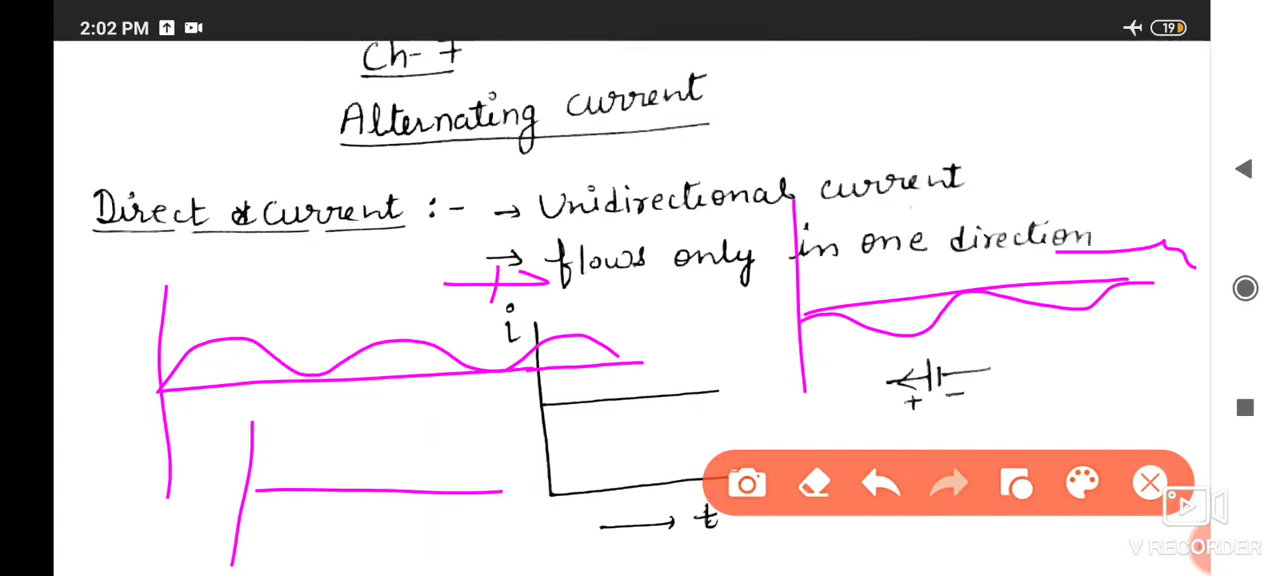 2:02 PM
19
Ch-7
Alternating current
Direct current :- → Unidirectional current
→ flows only in one direction
i
+ -
→ t
V RECORDER